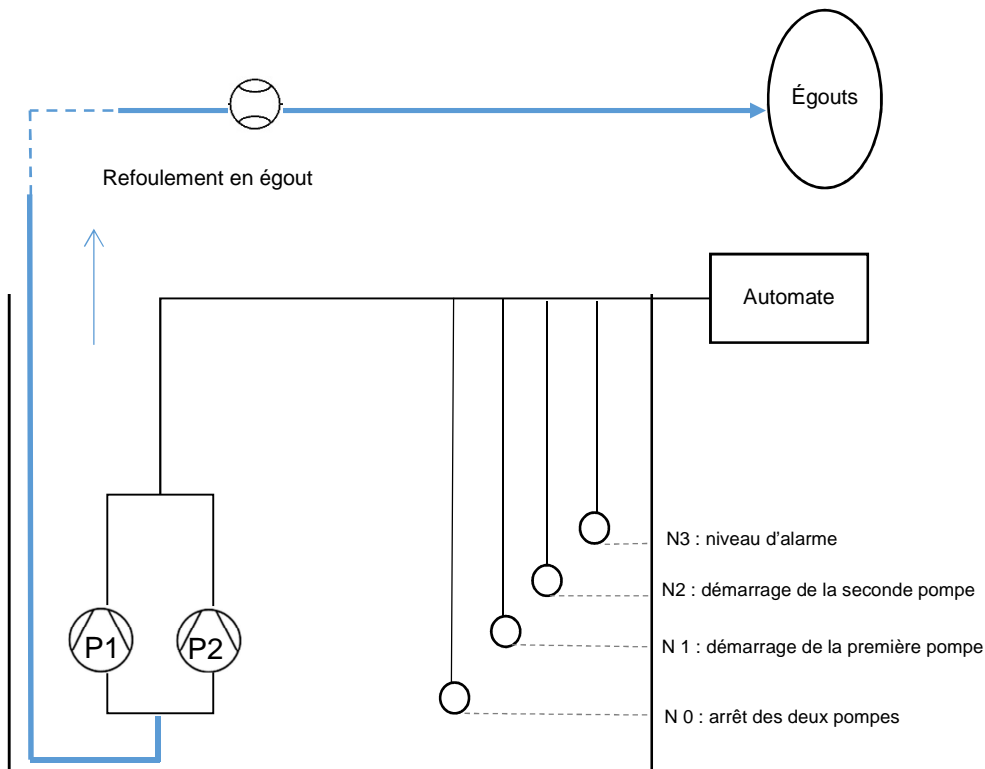 Égouts
Refoulement en égout
Automate
N3 : niveau d'alarme
N2 : démarrage de la seconde pompe
P1
P2
N 1 : démarrage de la première pompe
N 0 : arrêt des deux pompes